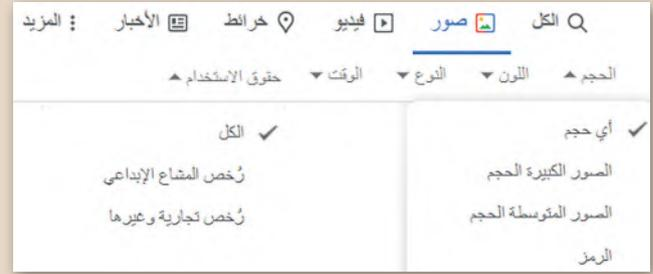 الكل صور فيديو خرائط الأخبار المزيد
الحجم اللون النوع الوقت حقوق الاستخدام
أي حجم
الصور الكبيرة الحجم
الصور المتوسطة الحجم
الرمز
الكل
رُخص المشاع الإبداعي
رُخص تجارية وغيرها